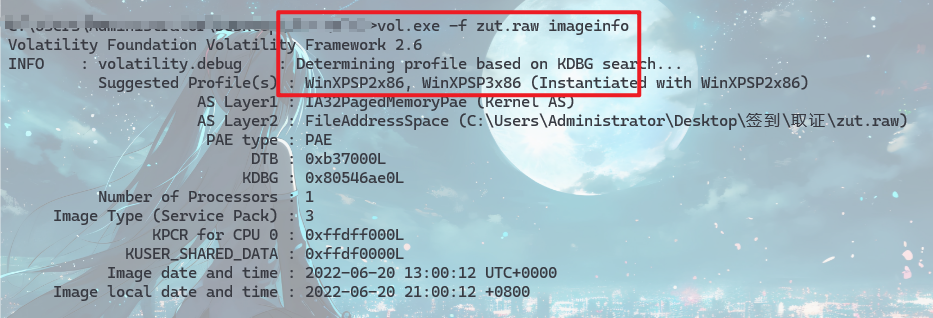 C:\Users\Administrator\Desktop\ >vol.exe -f zut.raw imageinfo
Volatility Foundation Volatility Framework 2.6
INFO : volatility.debug : Determining profile based on KDBG search...
Suggested Profile(s) : WinXPSP2x86, WinXPSP3x86 (Instantiated with WinXPSP2x86)
AS Layer1 : IA32PagedMemoryPae (Kernel AS)
AS Layer2 : FileAddressSpace (C:\Users\Administrator\Desktop\签到\取证\zut.raw)
PAE type : PAE
DTB : 0xb37000L
KDBG : 0x80546ae0L
Number of Processors : 1
Image Type (Service Pack) : 3
KPCR for CPU 0 : 0xffdff000L
KUSER_SHARED_DATA : 0xffdf0000L
Image date and time : 2022-06-20 13:00:12 UTC+0000
Image local date and time : 2022-06-20 21:00:12 +0800